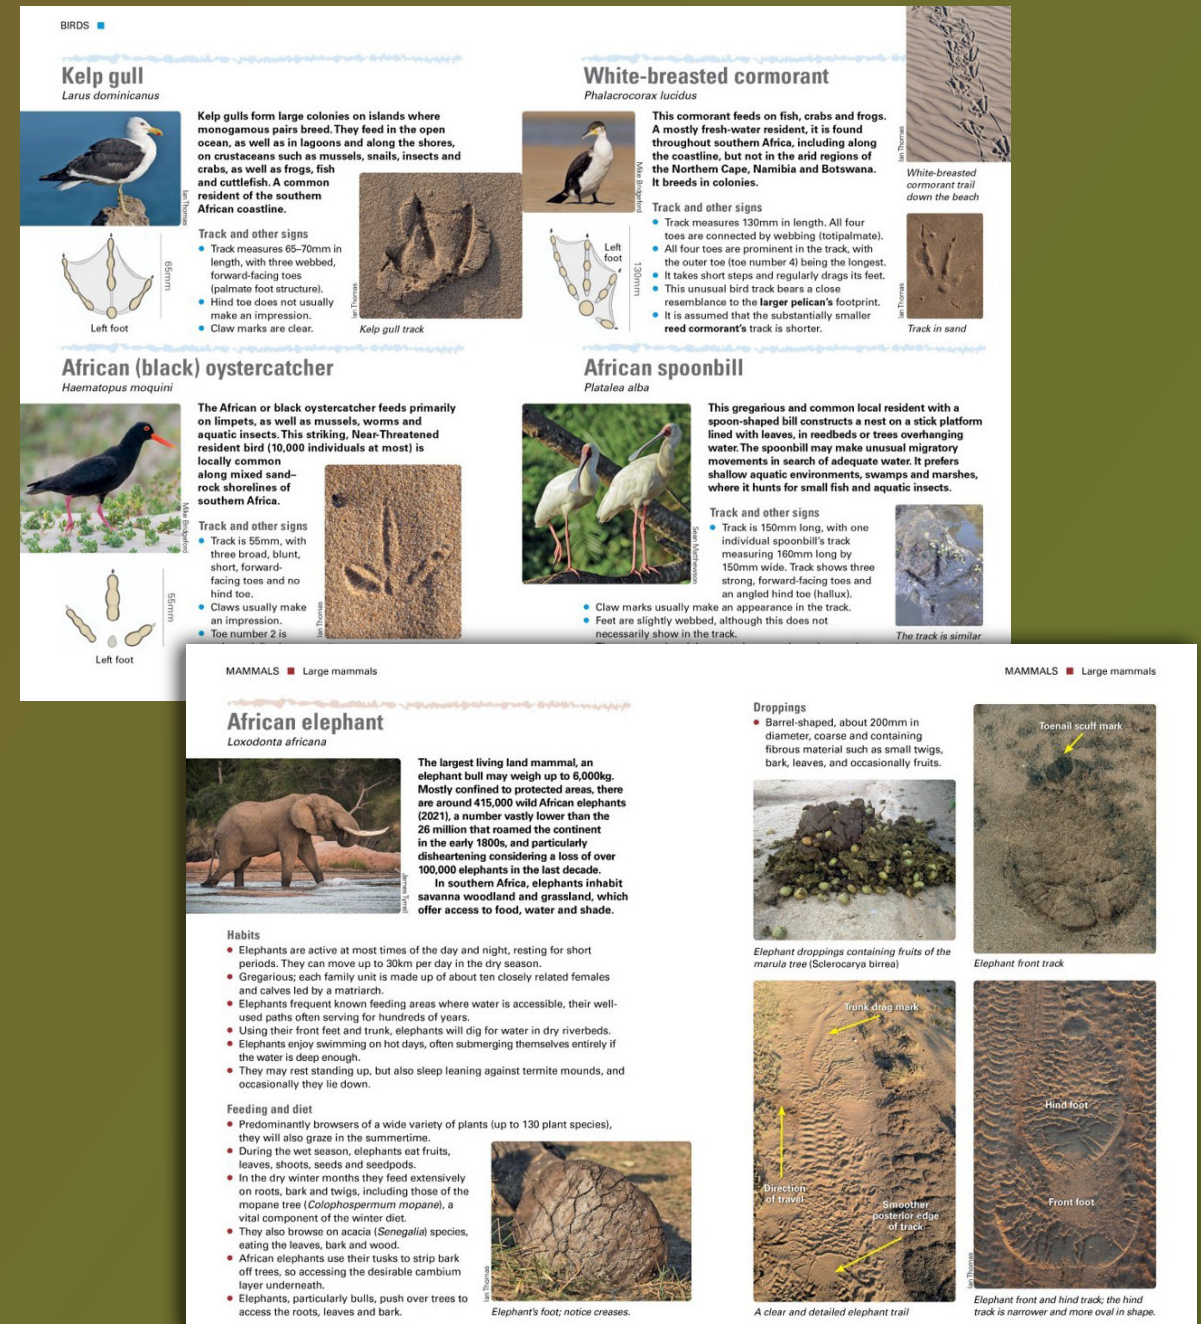 BIRDS
Kelp gull
Larus dominicanus
Kelp gulls form large colonies on islands where
monogamous pairs breed. They feed in the open
ocean, as well as in lagoons and along the shores,
on crustaceans such as mussels, snails, insects and
crabs, as well as frogs, fish
and cuttlefish. A common
resident of the southern
African coastline.
Ian Thomas
Track and other signs
• Track measures 65–70mm in
length, with three webbed,
forward-facing toes
(palmate foot structure).
• Hind toe does not usually
make an impression.
• Claw marks are clear.
65mm
Left foot
Ian Thomas
Kelp gull track
White-breasted cormorant
Phalacrocorax lucidus
This cormorant feeds on fish, crabs and frogs.
A mostly fresh-water resident, it is found
throughout southern Africa, including along
the coastline, but not in the arid regions of
the Northern Cape, Namibia and Botswana.
It breeds in colonies.
Mike Bridgeford
Track and other signs
• Track measures 130mm in length. All four
toes are connected by webbing (totipalmate).
• All four toes are prominent in the track, with
the outer toe (toe number 4) being the longest.
• It takes short steps and regularly drags its feet.
• This unusual bird track bears a close
resemblance to the larger pelican's footprint.
• It is assumed that the substantially smaller
reed cormorant's track is shorter.
Left
foot
130mm
Ian Thomas
White-breasted
cormorant trail
down the beach
Ian Thomas
Track in sand
African (black) oystercatcher
Haematopus moquini
The African or black oystercatcher feeds primarily
on limpets, as well as mussels, worms and
aquatic insects. This striking, Near-Threatened
resident bird (10,000 individuals at most) is
locally common
along mixed sand–
rock shorelines of
southern Africa.
Mike Bridgeford
Track and other signs
• Track is 55mm, with
three broad, blunt,
short, forward-
facing toes and no
hind toe.
• Claws usually make
an impression.
• Toe number 2 is
55mm
Left foot
Ian Thomas
African spoonbill
Platalea alba
This gregarious and common local resident with a
spoon-shaped bill constructs a nest on a stick platform
lined with leaves, in reedbeds or trees overhanging
water. The spoonbill may make unusual migratory
movements in search of adequate water. It prefers
shallow aquatic environments, swamps and marshes,
where it hunts for small fish and aquatic insects.
Sean Matthewson
Track and other signs
• Track is 150mm long, with one
individual spoonbill's track
measuring 160mm long by
150mm wide. Track shows three
strong, forward-facing toes and
an angled hind toe (hallux).
• Claw marks usually make an appearance in the track.
• Feet are slightly webbed, although this does not
necessarily show in the track.
The track is similar
MAMMALS Large mammals
African elephant
Loxodonta africana
The largest living land mammal, an
elephant bull may weigh up to 6,000kg.
Mostly confined to protected areas, there
are around 415,000 wild African elephants
(2021), a number vastly lower than the
26 million that roamed the continent
in the early 1800s, and particularly
disheartening considering a loss of over
100,000 elephants in the last decade.
In southern Africa, elephants inhabit
savanna woodland and grassland, which
offer access to food, water and shade.
James Tyrrell
Habits
• Elephants are active at most times of the day and night, resting for short
periods. They can move up to 30km per day in the dry season.
• Gregarious; each family unit is made up of about ten closely related females
and calves led by a matriarch.
• Elephants frequent known feeding areas where water is accessible, their well-
used paths often serving for hundreds of years.
• Using their front feet and trunk, elephants will dig for water in dry riverbeds.
• Elephants enjoy swimming on hot days, often submerging themselves entirely if
the water is deep enough.
• They may rest standing up, but also sleep leaning against termite mounds, and
occasionally they lie down.
Feeding and diet
• Predominantly browsers of a wide variety of plants (up to 130 plant species),
they will also graze in the summertime.
• During the wet season, elephants eat fruits,
leaves, shoots, seeds and seedpods.
• In the dry winter months they feed extensively
on roots, bark and twigs, including those of the
mopane tree (Colophospermum mopane), a
vital component of the winter diet.
• They also browse on acacia (Senegalia) species,
eating the leaves, bark and wood.
• African elephants use their tusks to strip bark
off trees, so accessing the desirable cambium
layer underneath.
• Elephants, particularly bulls, push over trees to
access the roots, leaves and bark.
Ian Thomas
Elephant's foot; notice creases.
MAMMALS Large mammals
Droppings
• Barrel-shaped, about 200mm in
diameter, coarse and containing
fibrous material such as small twigs,
bark, leaves, and occasionally fruits.
Elephant droppings containing fruits of the
marula tree (Sclerocarya birrea)
Toenail scuff mark
Elephant front track
Trunk drag mark
Direction
of travel
Smoother
posterior edge
of track
A clear and detailed elephant trail
Hind foot
Front foot
Ian Thomas
Elephant front and hind track; the hind
track is narrower and more oval in shape.